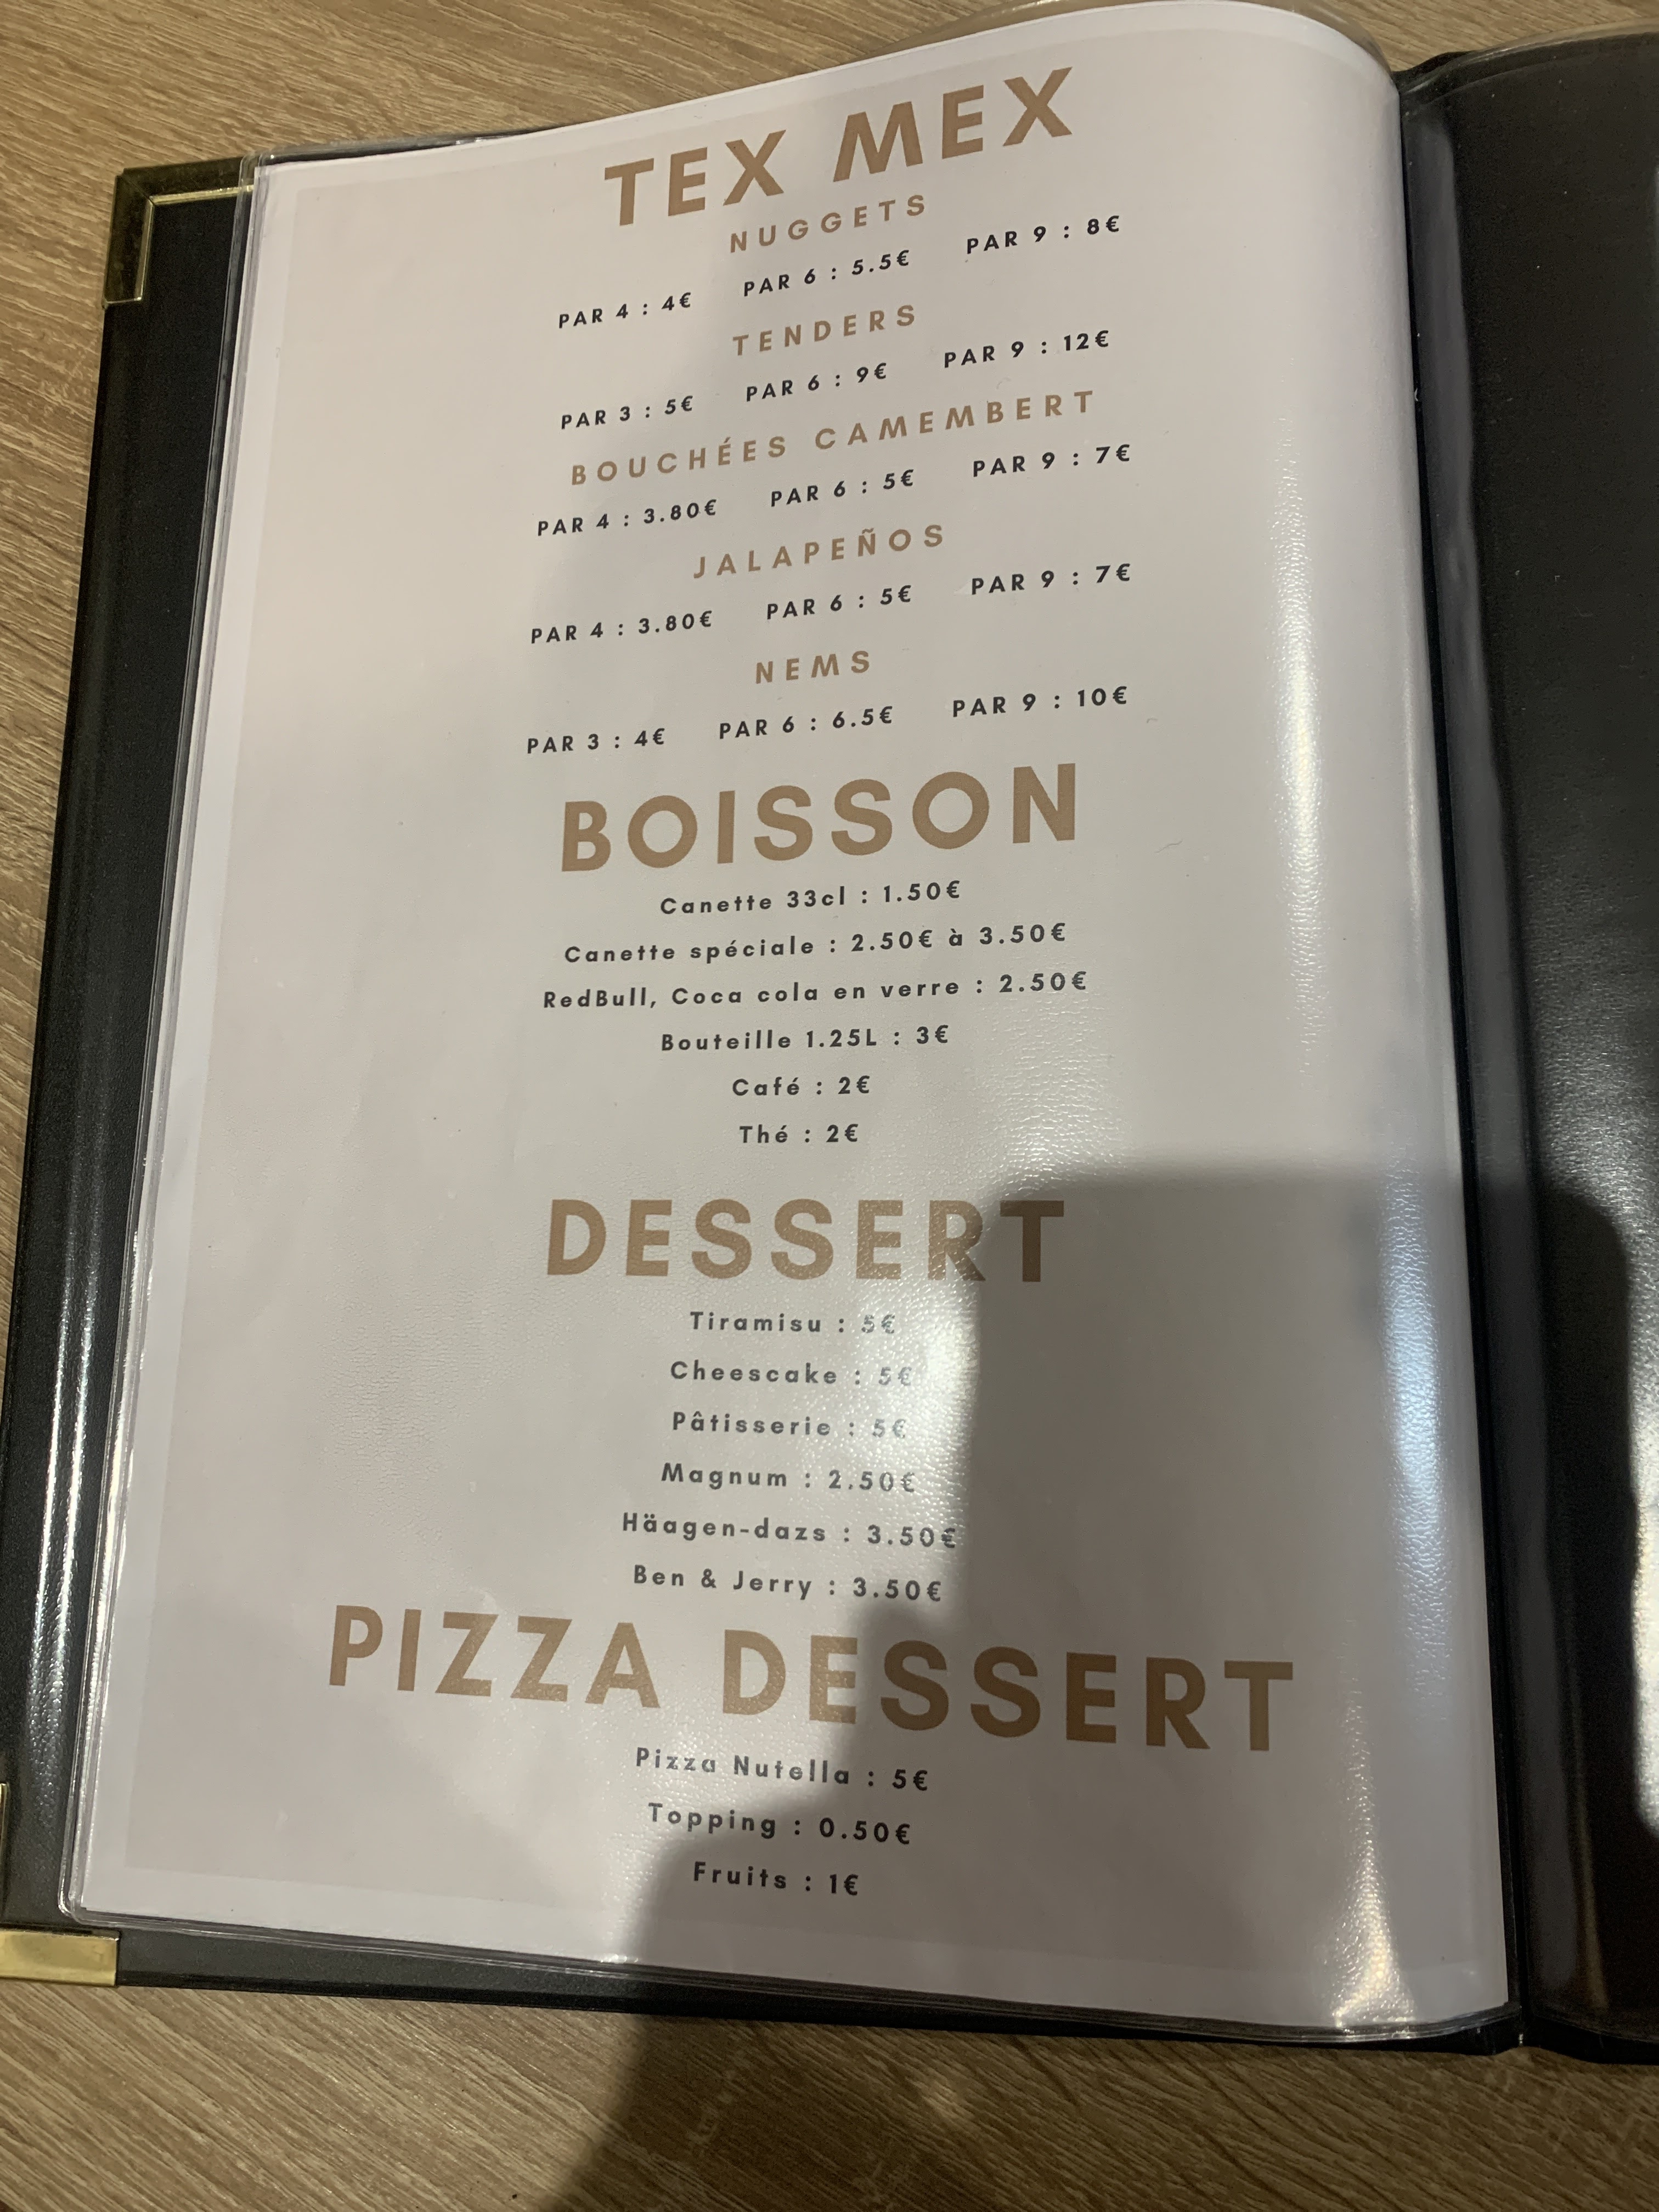 TEX MEX
NUGGETS
PAR 4 : 4€ PAR 6 : 5.5€ PAR 9 : 8€
TENDERS
PAR 3 : 5€ PAR 6 : 9€ PAR 9 : 12€
BOUCHÉES CAMEMBERT
PAR 4 : 3.80€ PAR 6 : 5€ PAR 9 : 7€
JALAPEÑOS
PAR 4 : 3.80€ PAR 6 : 5€ PAR 9 : 7€
NEMS
PAR 3 : 4€ PAR 6 : 6.5€ PAR 9 : 10€
BOISSON
Canette 33cl : 1.50€
Canette spéciale : 2.50€ à 3.50€
RedBull, Coca cola en verre : 2.50€
Bouteille 1.25L : 3€
Café : 2€
Thé : 2€
DESSERT
Tiramisu : 5€
Cheescake : 5€
Pâtisserie : 5€
Magnum : 2.50€
Häagen-dazs : 3.50€
Ben & Jerry : 3.50€
PIZZA DESSERT
Pizza Nutella : 5€
Topping : 0.50€
Fruits : 1€